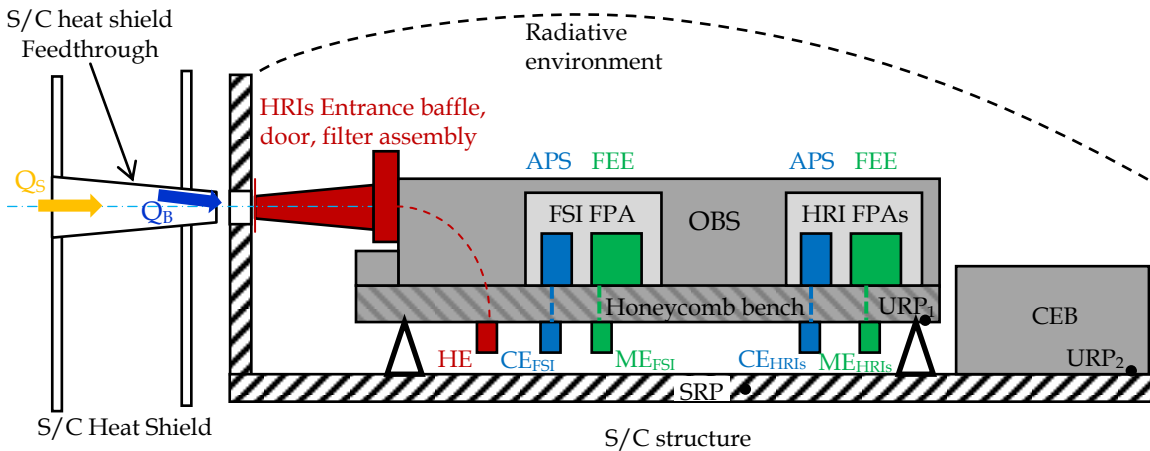 S/C heat shield
Feedthrough
Radiative
environment
HRIs Entrance baffle,
door, filter assembly
QS
QB
APS FEE
APS FEE
FSI FPA
OBS
HRI FPAs
Honeycomb bench
URP1
CEB
HE
CEFSI
MEFSI
CEHRIs
MEHRIs
URP2
SRP
S/C Heat Shield
S/C structure